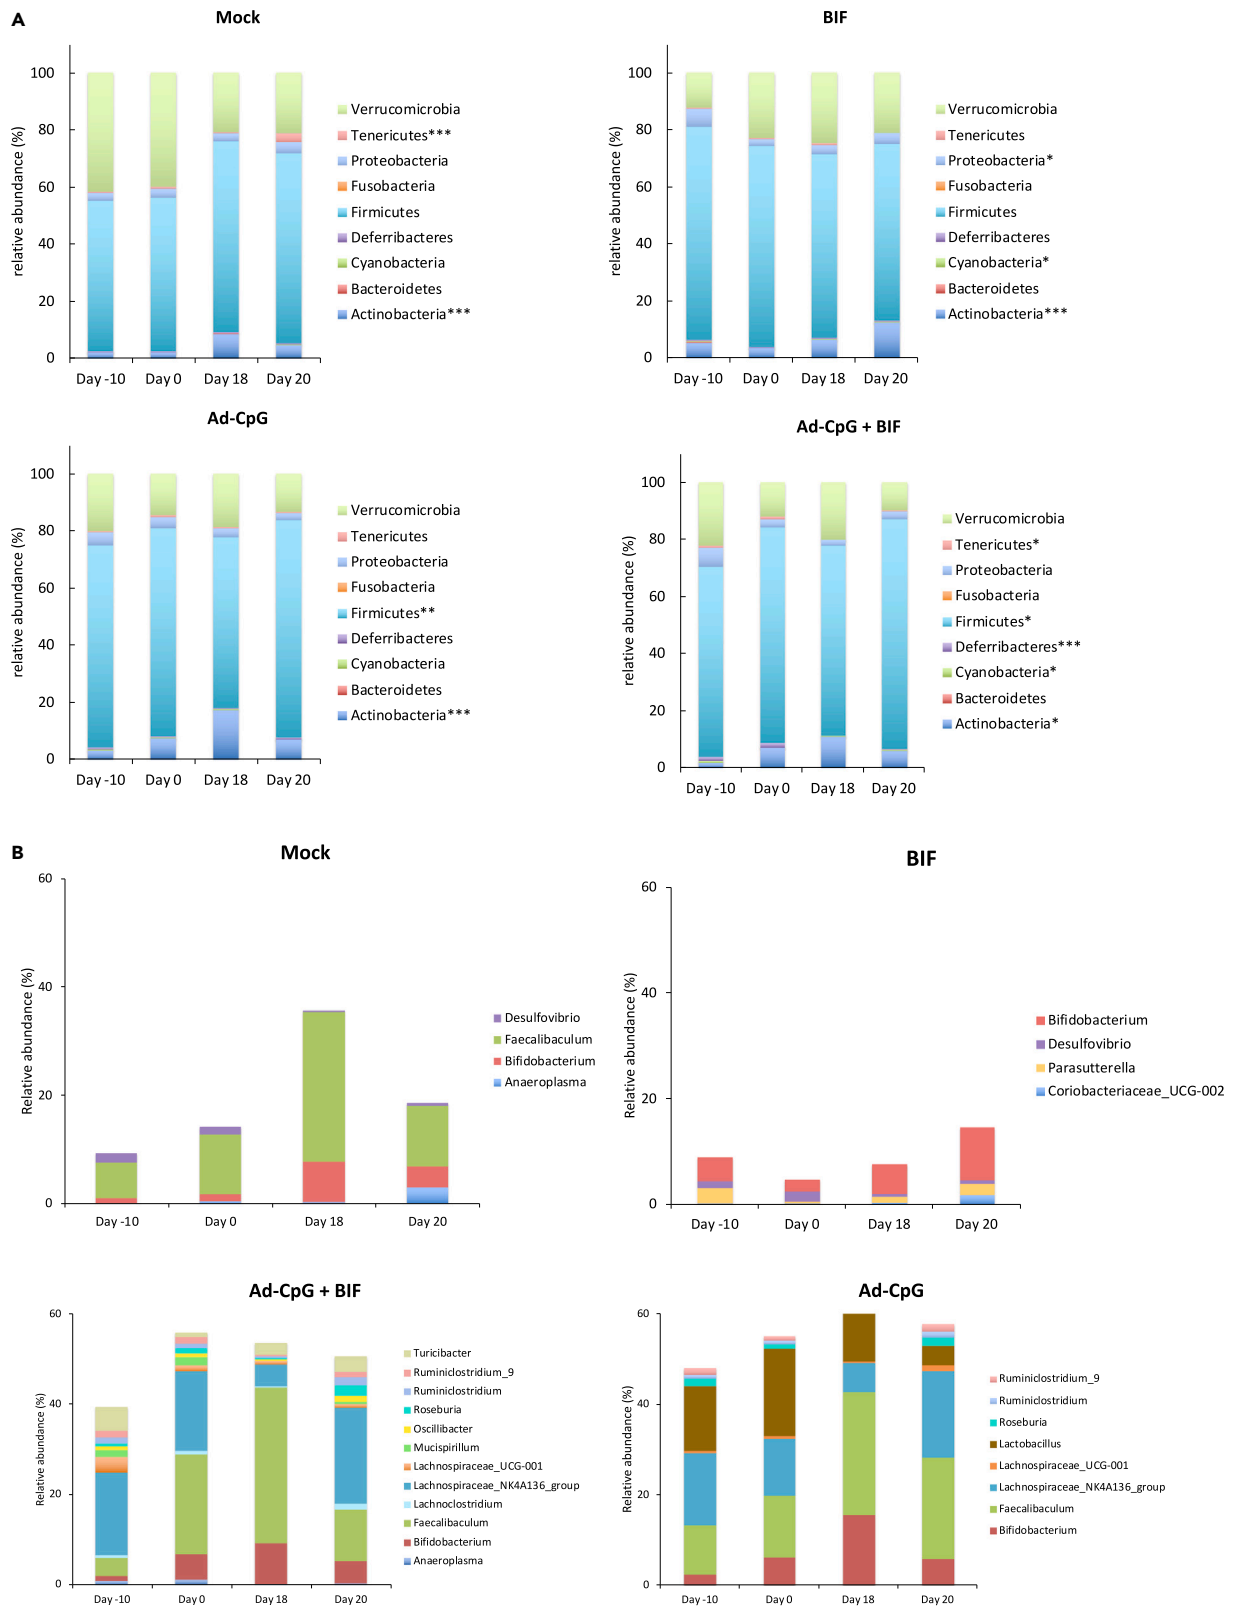 A
Mock
relative abundance (%)
100
80
60
40
20
0
Day -10
Day 0
Day 18
Day 20
Verrucomicrobia
Tenericutes***
Proteobacteria
Fusobacteria
Firmicutes
Deferribacteres
Cyanobacteria
Bacteroidetes
Actinobacteria***
BIF
relative abundance (%)
100
80
60
40
20
0
Day -10
Day 0
Day 18
Day 20
Verrucomicrobia
Tenericutes
Proteobacteria*
Fusobacteria
Firmicutes
Deferribacteres
Cyanobacteria*
Bacteroidetes
Actinobacteria***
Ad-CpG
relative abundance (%)
100
80
60
40
20
0
Day -10
Day 0
Day 18
Day 20
Verrucomicrobia
Tenericutes
Proteobacteria
Fusobacteria
Firmicutes**
Deferribacteres
Cyanobacteria
Bacteroidetes
Actinobacteria***
Ad-CpG + BIF
relative abundance (%)
100
80
60
40
20
0
Day -10
Day 0
Day 18
Day 20
Verrucomicrobia
Tenericutes*
Proteobacteria
Fusobacteria
Firmicutes*
Deferribacteres***
Cyanobacteria*
Bacteroidetes
Actinobacteria*
B
Mock
Relative abundance (%)
60
40
20
0
Day -10
Day 0
Day 18
Day 20
Desulfovibrio
Faecalibaculum
Bifidobacterium
Anaeroplasma
BIF
Relative abundance (%)
60
40
20
0
Day -10
Day 0
Day 18
Day 20
Bifidobacterium
Desulfovibrio
Parasutterella
Coriobacteriaceae_UCG-002
Ad-CpG + BIF
Relative abundance (%)
60
40
20
0
Day -10
Day 0
Day 18
Day 20
Turicibacter
Ruminiclostridium_9
Ruminiclostridium
Roseburia
Oscillibacter
Mucispirillum
Lachnospiraceae_UCG-001
Lachnospiraceae_NK4A136_group
Lachnoclostridium
Faecalibaculum
Bifidobacterium
Anaeroplasma
Ad-CpG
Relative abundance (%)
60
40
20
0
Day -10
Day 0
Day 18
Day 20
Ruminiclostridium_9
Ruminiclostridium
Roseburia
Lactobacillus
Lachnospiraceae_UCG-001
Lachnospiraceae_NK4A136_group
Faecalibaculum
Bifidobacterium